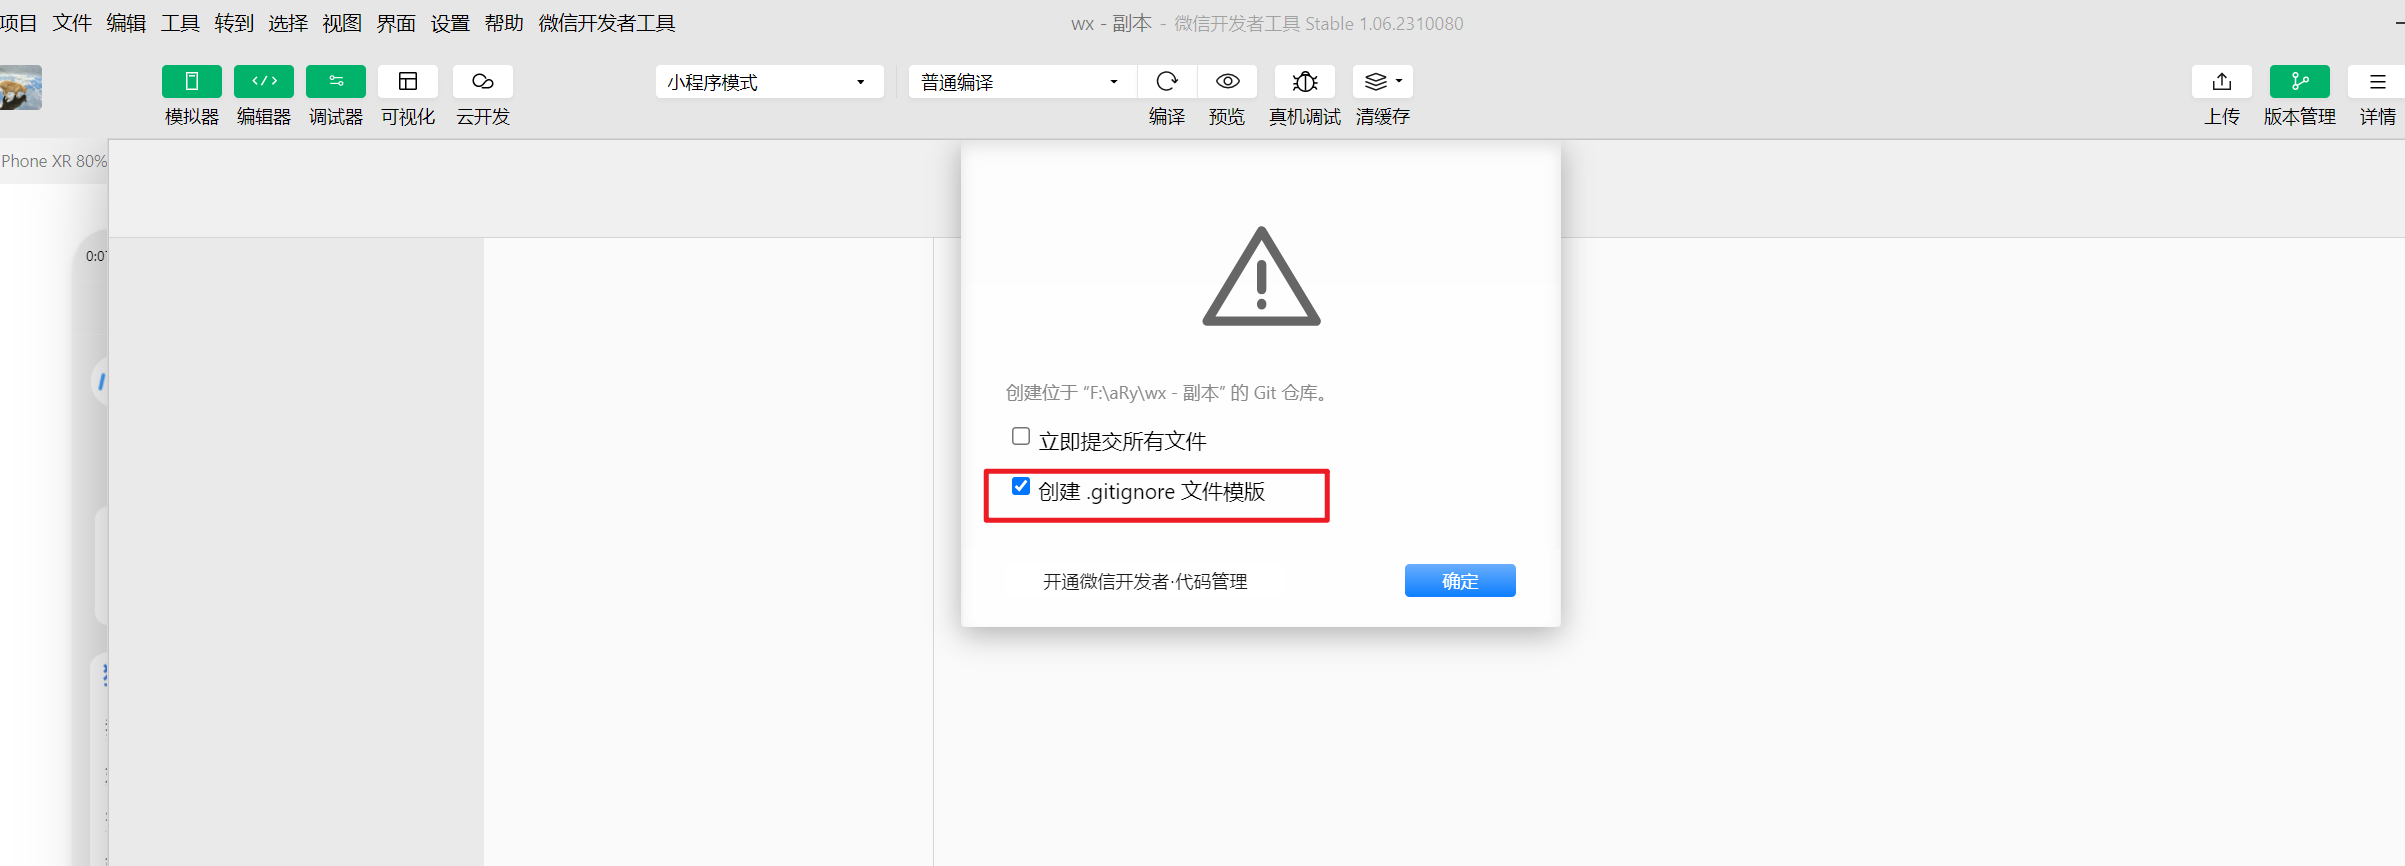 项目 文件 编辑 工具 转到 选择 视图 界面 设置 帮助 微信开发者工具
wx - 副本 - 微信开发者工具 Stable 1.06.2310080
小程序模式
普通编译
模拟器 编辑器 调试器 可视化 云开发
编译 预览 真机调试 清缓存
上传 版本管理 详情
Phone XR 80%
0:07
创建位于 “F:\aRy\wx - 副本” 的 Git 仓库。
立即提交所有文件
创建 .gitignore 文件模版
开通微信开发者·代码管理
确定